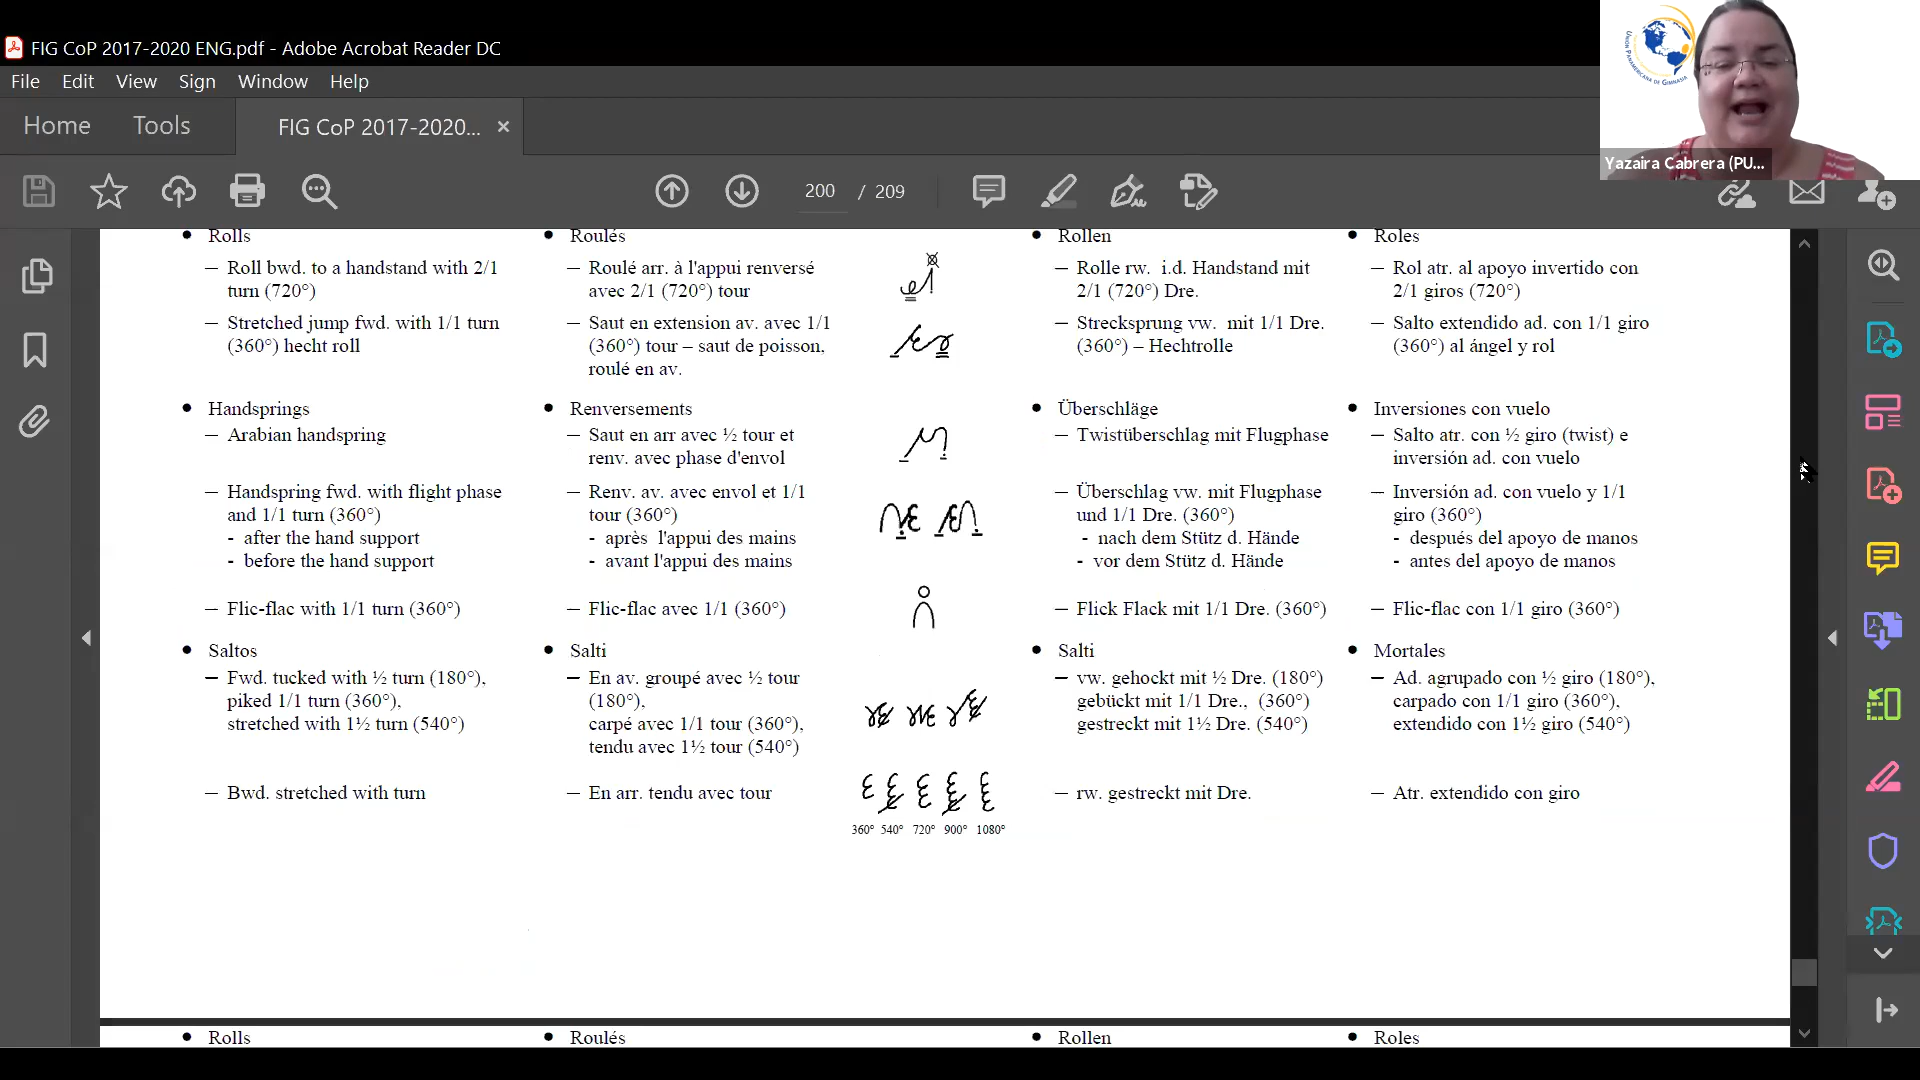 FIG CoP 2017-2020 ENG.pdf - Adobe Acrobat Reader DC
File Edit View Sign Window Help
Home Tools FIG CoP 2017-2020... ×
200 / 209
UNIÓN PANAMERICANA DE GIMNASIA
Yazaira Cabrera (PU...
• Rolls
– Roll bwd. to a handstand with 2/1
turn (720°)
– Stretched jump fwd. with 1/1 turn
(360°) hecht roll
• Handsprings
– Arabian handspring
– Handspring fwd. with flight phase
and 1/1 turn (360°)
- after the hand support
- before the hand support
– Flic-flac with 1/1 turn (360°)
• Saltos
– Fwd. tucked with ½ turn (180°),
piked 1/1 turn (360°),
stretched with 1½ turn (540°)
– Bwd. stretched with turn
• Roulés
– Roulé arr. à l'appui renversé
avec 2/1 (720°) tour
– Saut en extension av. avec 1/1
(360°) tour – saut de poisson,
roulé en av.
• Renversements
– Saut en arr avec ½ tour et
renv. avec phase d'envol
– Renv. av. avec envol et 1/1
tour (360°)
- après l'appui des mains
- avant l'appui des mains
– Flic-flac avec 1/1 (360°)
• Salti
– En av. groupé avec ½ tour
(180°),
carpé avec 1/1 tour (360°),
tendu avec 1½ tour (540°)
– En arr. tendu avec tour
360° 540° 720° 900° 1080°
• Rollen
– Rolle rw. i.d. Handstand mit
2/1 (720°) Dre.
– Strecksprung vw. mit 1/1 Dre.
(360°) – Hechtrolle
• Überschläge
– Twistüberschlag mit Flugphase
– Überschlag vw. mit Flugphase
und 1/1 Dre. (360°)
- nach dem Stütz d. Hände
- vor dem Stütz d. Hände
– Flick Flack mit 1/1 Dre. (360°)
• Salti
– vw. gehockt mit ½ Dre. (180°)
gebückt mit 1/1 Dre., (360°)
gestreckt mit 1½ Dre. (540°)
– rw. gestreckt mit Dre.
• Roles
– Rol atr. al apoyo invertido con
2/1 giros (720°)
– Salto extendido ad. con 1/1 giro
(360°) al ángel y rol
• Inversiones con vuelo
– Salto atr. con ½ giro (twist) e
inversión ad. con vuelo
– Inversión ad. con vuelo y 1/1
giro (360°)
- después del apoyo de manos
- antes del apoyo de manos
– Flic-flac con 1/1 giro (360°)
• Mortales
– Ad. agrupado con ½ giro (180°),
carpado con 1/1 giro (360°),
extendido con 1½ giro (540°)
– Atr. extendido con giro
• Rolls • Roulés • Rollen • Roles